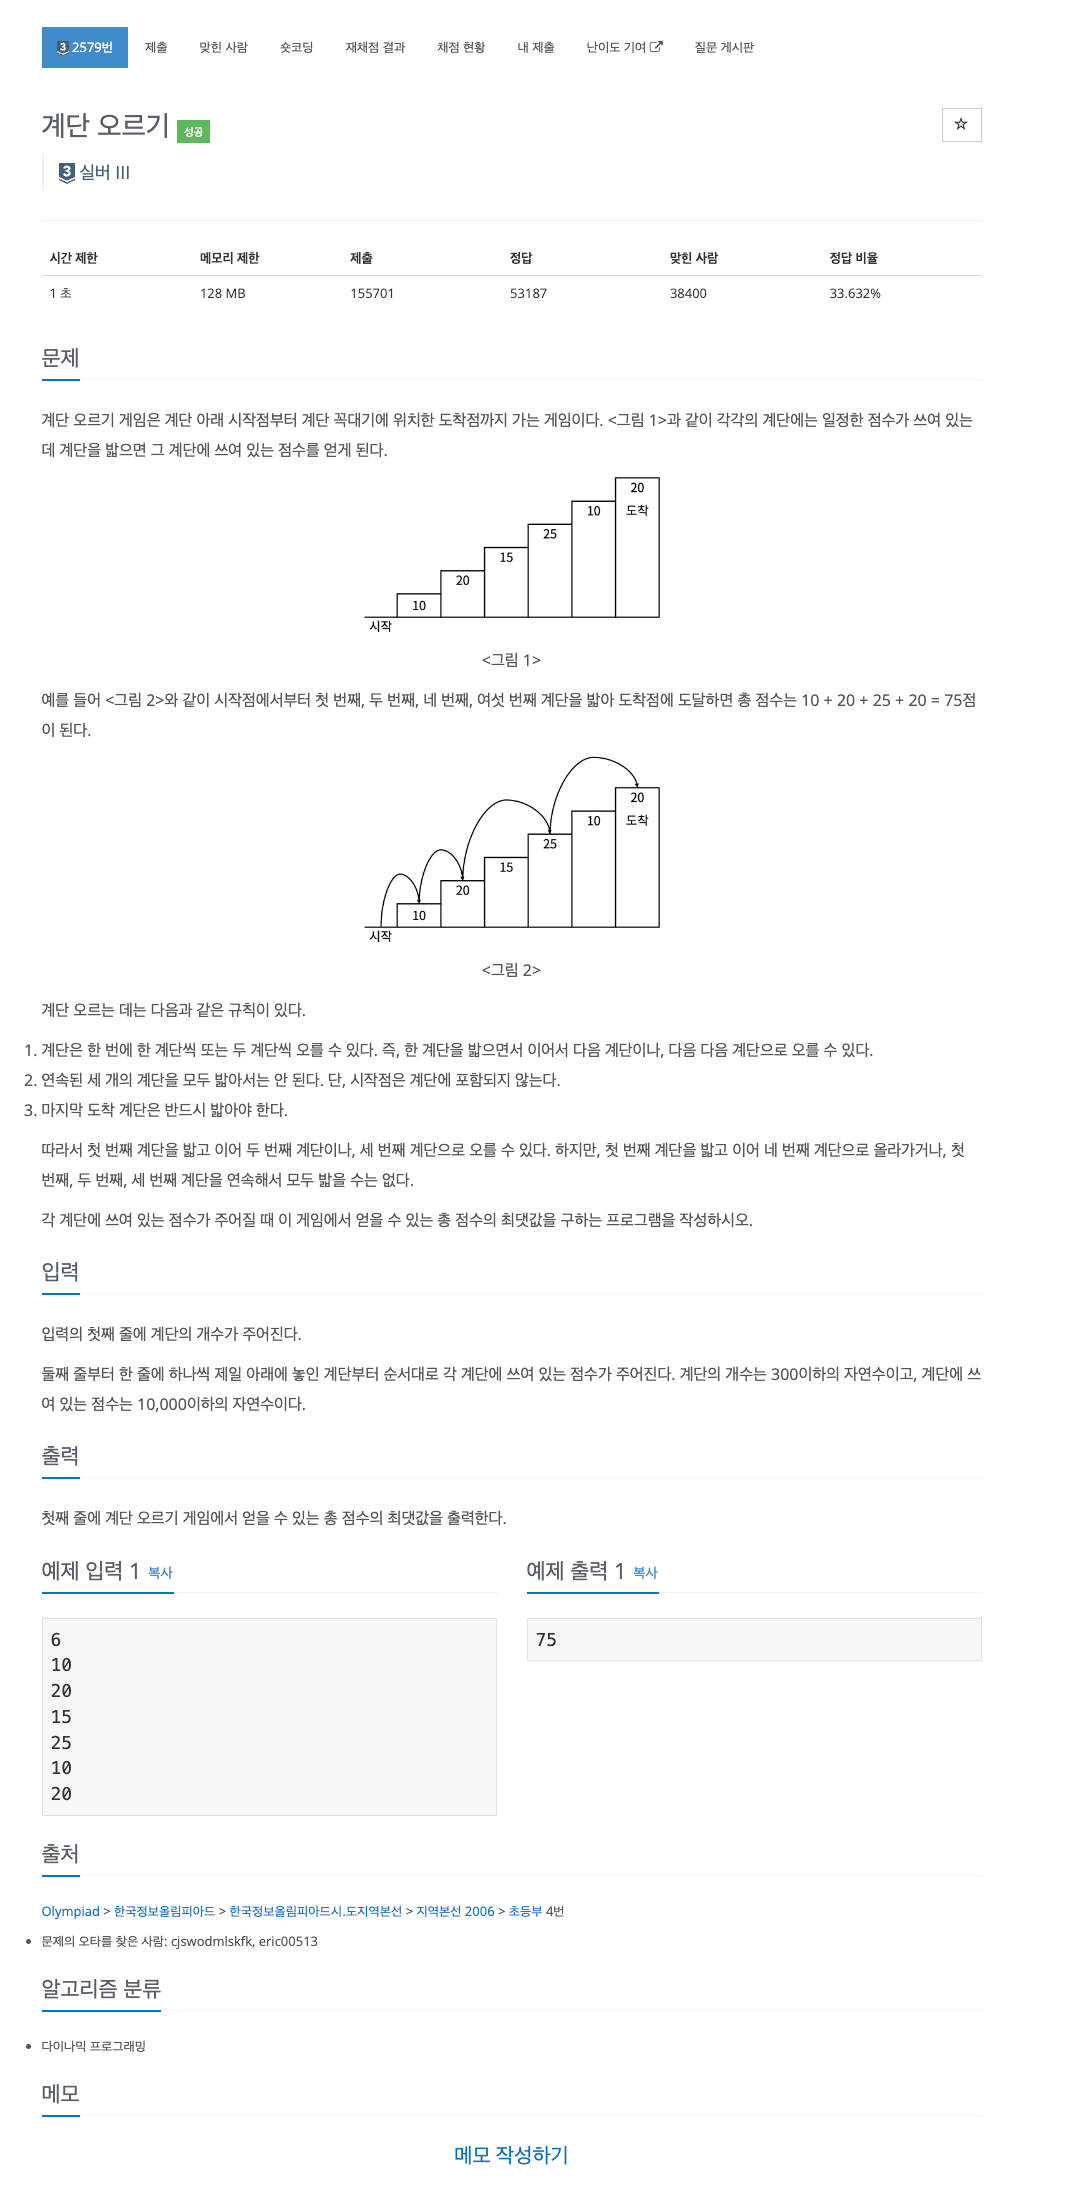 3 2579번 제출 맞힌 사람 숏코딩 재채점 결과 채점 현황 내 제출 난이도 기여 질문 게시판
계단 오르기 성공
3 실버 III
시간 제한 메모리 제한 제출 정답 맞힌 사람 정답 비율
1 초 128 MB 155701 53187 38400 33.632%
문제
계단 오르기 게임은 계단 아래 시작점부터 계단 꼭대기에 위치한 도착점까지 가는 게임이다. <그림 1>과 같이 각각의 계단에는 일정한 점수가 쓰여 있는
데 계단을 밟으면 그 계단에 쓰여 있는 점수를 얻게 된다.
20
10 도착
25
15
20
10
시작
<그림 1>
예를 들어 <그림 2>와 같이 시작점에서부터 첫 번째, 두 번째, 네 번째, 여섯 번째 계단을 밟아 도착점에 도달하면 총 점수는 10 + 20 + 25 + 20 = 75점
이 된다.
20
10 도착
25
15
20
10
시작
<그림 2>
계단 오르는 데는 다음과 같은 규칙이 있다.
1. 계단은 한 번에 한 계단씩 또는 두 계단씩 오를 수 있다. 즉, 한 계단을 밟으면서 이어서 다음 계단이나, 다음 다음 계단으로 오를 수 있다.
2. 연속된 세 개의 계단을 모두 밟아서는 안 된다. 단, 시작점은 계단에 포함되지 않는다.
3. 마지막 도착 계단은 반드시 밟아야 한다.
따라서 첫 번째 계단을 밟고 이어 두 번째 계단이나, 세 번째 계단으로 오를 수 있다. 하지만, 첫 번째 계단을 밟고 이어 네 번째 계단으로 올라가거나, 첫
번째, 두 번째, 세 번째 계단을 연속해서 모두 밟을 수는 없다.
각 계단에 쓰여 있는 점수가 주어질 때 이 게임에서 얻을 수 있는 총 점수의 최댓값을 구하는 프로그램을 작성하시오.
입력
입력의 첫째 줄에 계단의 개수가 주어진다.
둘째 줄부터 한 줄에 하나씩 제일 아래에 놓인 계단부터 순서대로 각 계단에 쓰여 있는 점수가 주어진다. 계단의 개수는 300이하의 자연수이고, 계단에 쓰
여 있는 점수는 10,000이하의 자연수이다.
출력
첫째 줄에 계단 오르기 게임에서 얻을 수 있는 총 점수의 최댓값을 출력한다.
예제 입력 1 복사
6
10
20
15
25
10
20
예제 출력 1 복사
75
출처
Olympiad > 한국정보올림피아드 > 한국정보올림피아드시.도지역본선 > 지역본선 2006 > 초등부 4번
• 문제의 오타를 찾은 사람: cjswodmlskfk, eric00513
알고리즘 분류
• 다이나믹 프로그래밍
메모
메모 작성하기